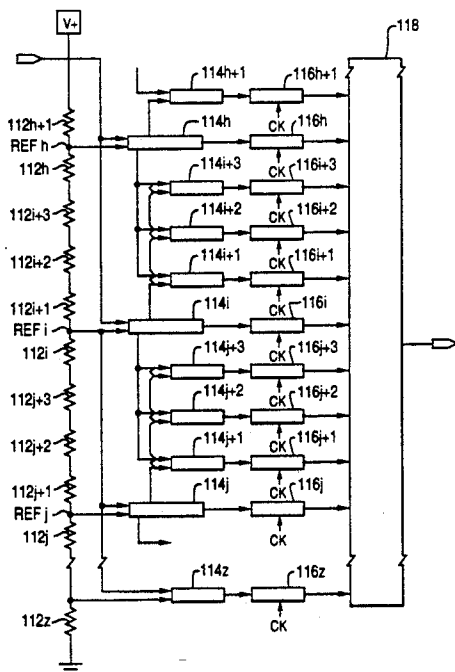 V+
118
114h+1
116h+1
112h+1
CK
REF h
114h
116h
112h
CK
114i+3
116i+3
112i+3
CK
114i+2
116i+2
112i+2
CK
114i+1
116i+1
112i+1
CK
REF i
114i
116i
112i
CK
114j+3
116j+3
112j+3
CK
114j+2
116j+2
112j+2
CK
114j+1
116j+1
112j+1
CK
REF j
114j
116j
112j
CK
114z
116z
112z
CK